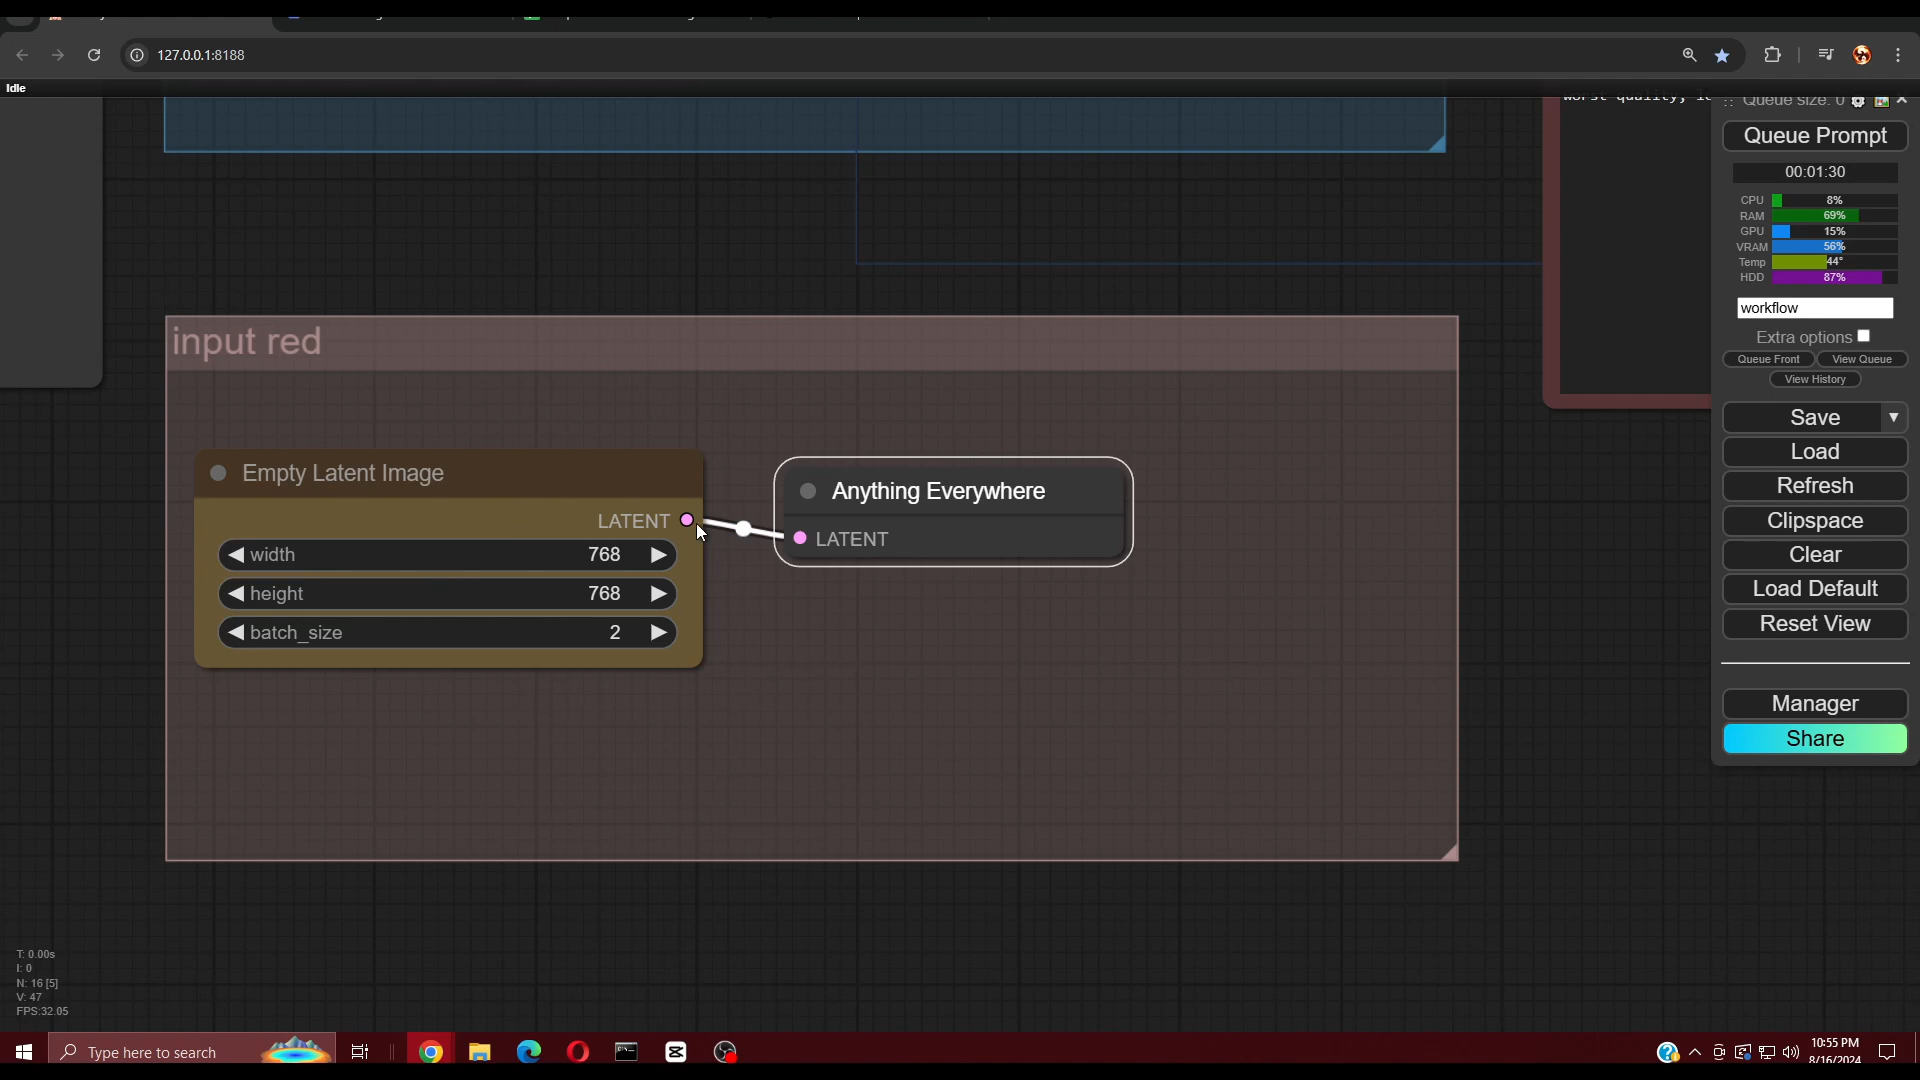 127.0.0.1:8188
Idle
Queue size: 0
Queue Prompt
00:01:30
CPU 8%
RAM 69%
GPU 15%
VRAM 56%
Temp 44°
HDD 87%
workflow
Extra options
Queue Front View Queue
View History
Save ▼
Load
Refresh
Clipspace
Clear
Load Default
Reset View
Manager
Share
worst quality,
input red
Empty Latent Image
LATENT
width 768
height 768
batch_size 2
Anything Everywhere
LATENT
T: 0.00s
I: 0
N: 16 [5]
V: 47
FPS:32.05
Type here to search
10:55 PM
8/16/2024